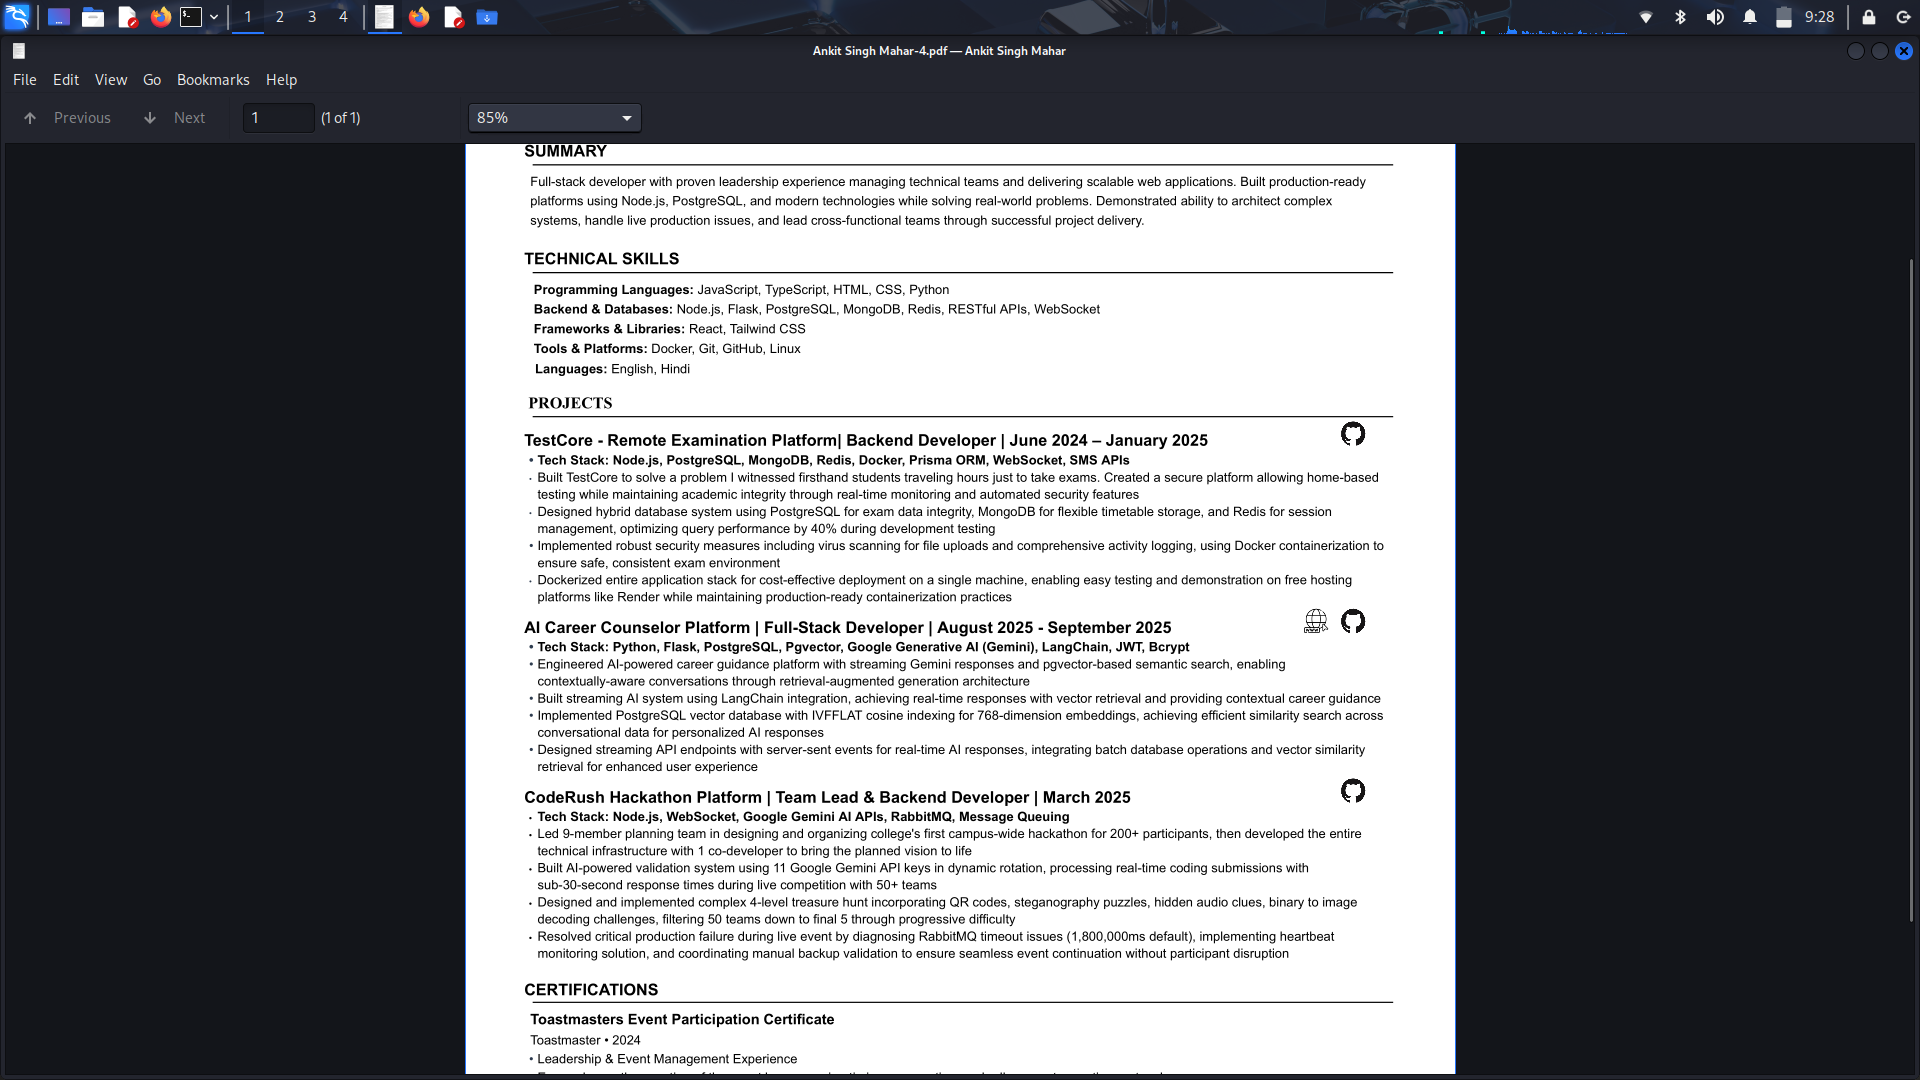 1 2 3 4 9:28
Ankit Singh Mahar-4.pdf — Ankit Singh Mahar
File Edit View Go Bookmarks Help
Previous Next 1 (1 of 1) 85%
SUMMARY
Full-stack developer with proven leadership experience managing technical teams and delivering scalable web applications. Built production-ready
platforms using Node.js, PostgreSQL, and modern technologies while solving real-world problems. Demonstrated ability to architect complex
systems, handle live production issues, and lead cross-functional teams through successful project delivery.
TECHNICAL SKILLS
Programming Languages: JavaScript, TypeScript, HTML, CSS, Python
Backend & Databases: Node.js, Flask, PostgreSQL, MongoDB, Redis, RESTful APIs, WebSocket
Frameworks & Libraries: React, Tailwind CSS
Tools & Platforms: Docker, Git, GitHub, Linux
Languages: English, Hindi
PROJECTS
TestCore - Remote Examination Platform| Backend Developer | June 2024 – January 2025
• Tech Stack: Node.js, PostgreSQL, MongoDB, Redis, Docker, Prisma ORM, WebSocket, SMS APIs
• Built TestCore to solve a problem I witnessed firsthand students traveling hours just to take exams. Created a secure platform allowing home-based
testing while maintaining academic integrity through real-time monitoring and automated security features
• Designed hybrid database system using PostgreSQL for exam data integrity, MongoDB for flexible timetable storage, and Redis for session
management, optimizing query performance by 40% during development testing
• Implemented robust security measures including virus scanning for file uploads and comprehensive activity logging, using Docker containerization to
ensure safe, consistent exam environment
• Dockerized entire application stack for cost-effective deployment on a single machine, enabling easy testing and demonstration on free hosting
platforms like Render while maintaining production-ready containerization practices
AI Career Counselor Platform | Full-Stack Developer | August 2025 - September 2025
• Tech Stack: Python, Flask, PostgreSQL, Pgvector, Google Generative AI (Gemini), LangChain, JWT, Bcrypt
• Engineered AI-powered career guidance platform with streaming Gemini responses and pgvector-based semantic search, enabling
contextually-aware conversations through retrieval-augmented generation architecture
• Built streaming AI system using LangChain integration, achieving real-time responses with vector retrieval and providing contextual career guidance
• Implemented PostgreSQL vector database with IVFFLAT cosine indexing for 768-dimension embeddings, achieving efficient similarity search across
conversational data for personalized AI responses
• Designed streaming API endpoints with server-sent events for real-time AI responses, integrating batch database operations and vector similarity
retrieval for enhanced user experience
CodeRush Hackathon Platform | Team Lead & Backend Developer | March 2025
• Tech Stack: Node.js, WebSocket, Google Gemini AI APIs, RabbitMQ, Message Queuing
• Led 9-member planning team in designing and organizing college's first campus-wide hackathon for 200+ participants, then developed the entire
technical infrastructure with 1 co-developer to bring the planned vision to life
• Built AI-powered validation system using 11 Google Gemini API keys in dynamic rotation, processing real-time coding submissions with
sub-30-second response times during live competition with 50+ teams
• Designed and implemented complex 4-level treasure hunt incorporating QR codes, steganography puzzles, hidden audio clues, binary to image
decoding challenges, filtering 50 teams down to final 5 through progressive difficulty
• Resolved critical production failure during live event by diagnosing RabbitMQ timeout issues (1,800,000ms default), implementing heartbeat
monitoring solution, and coordinating manual backup validation to ensure seamless event continuation without participant disruption
CERTIFICATIONS
Toastmasters Event Participation Certificate
Toastmaster • 2024
• Leadership & Event Management Experience